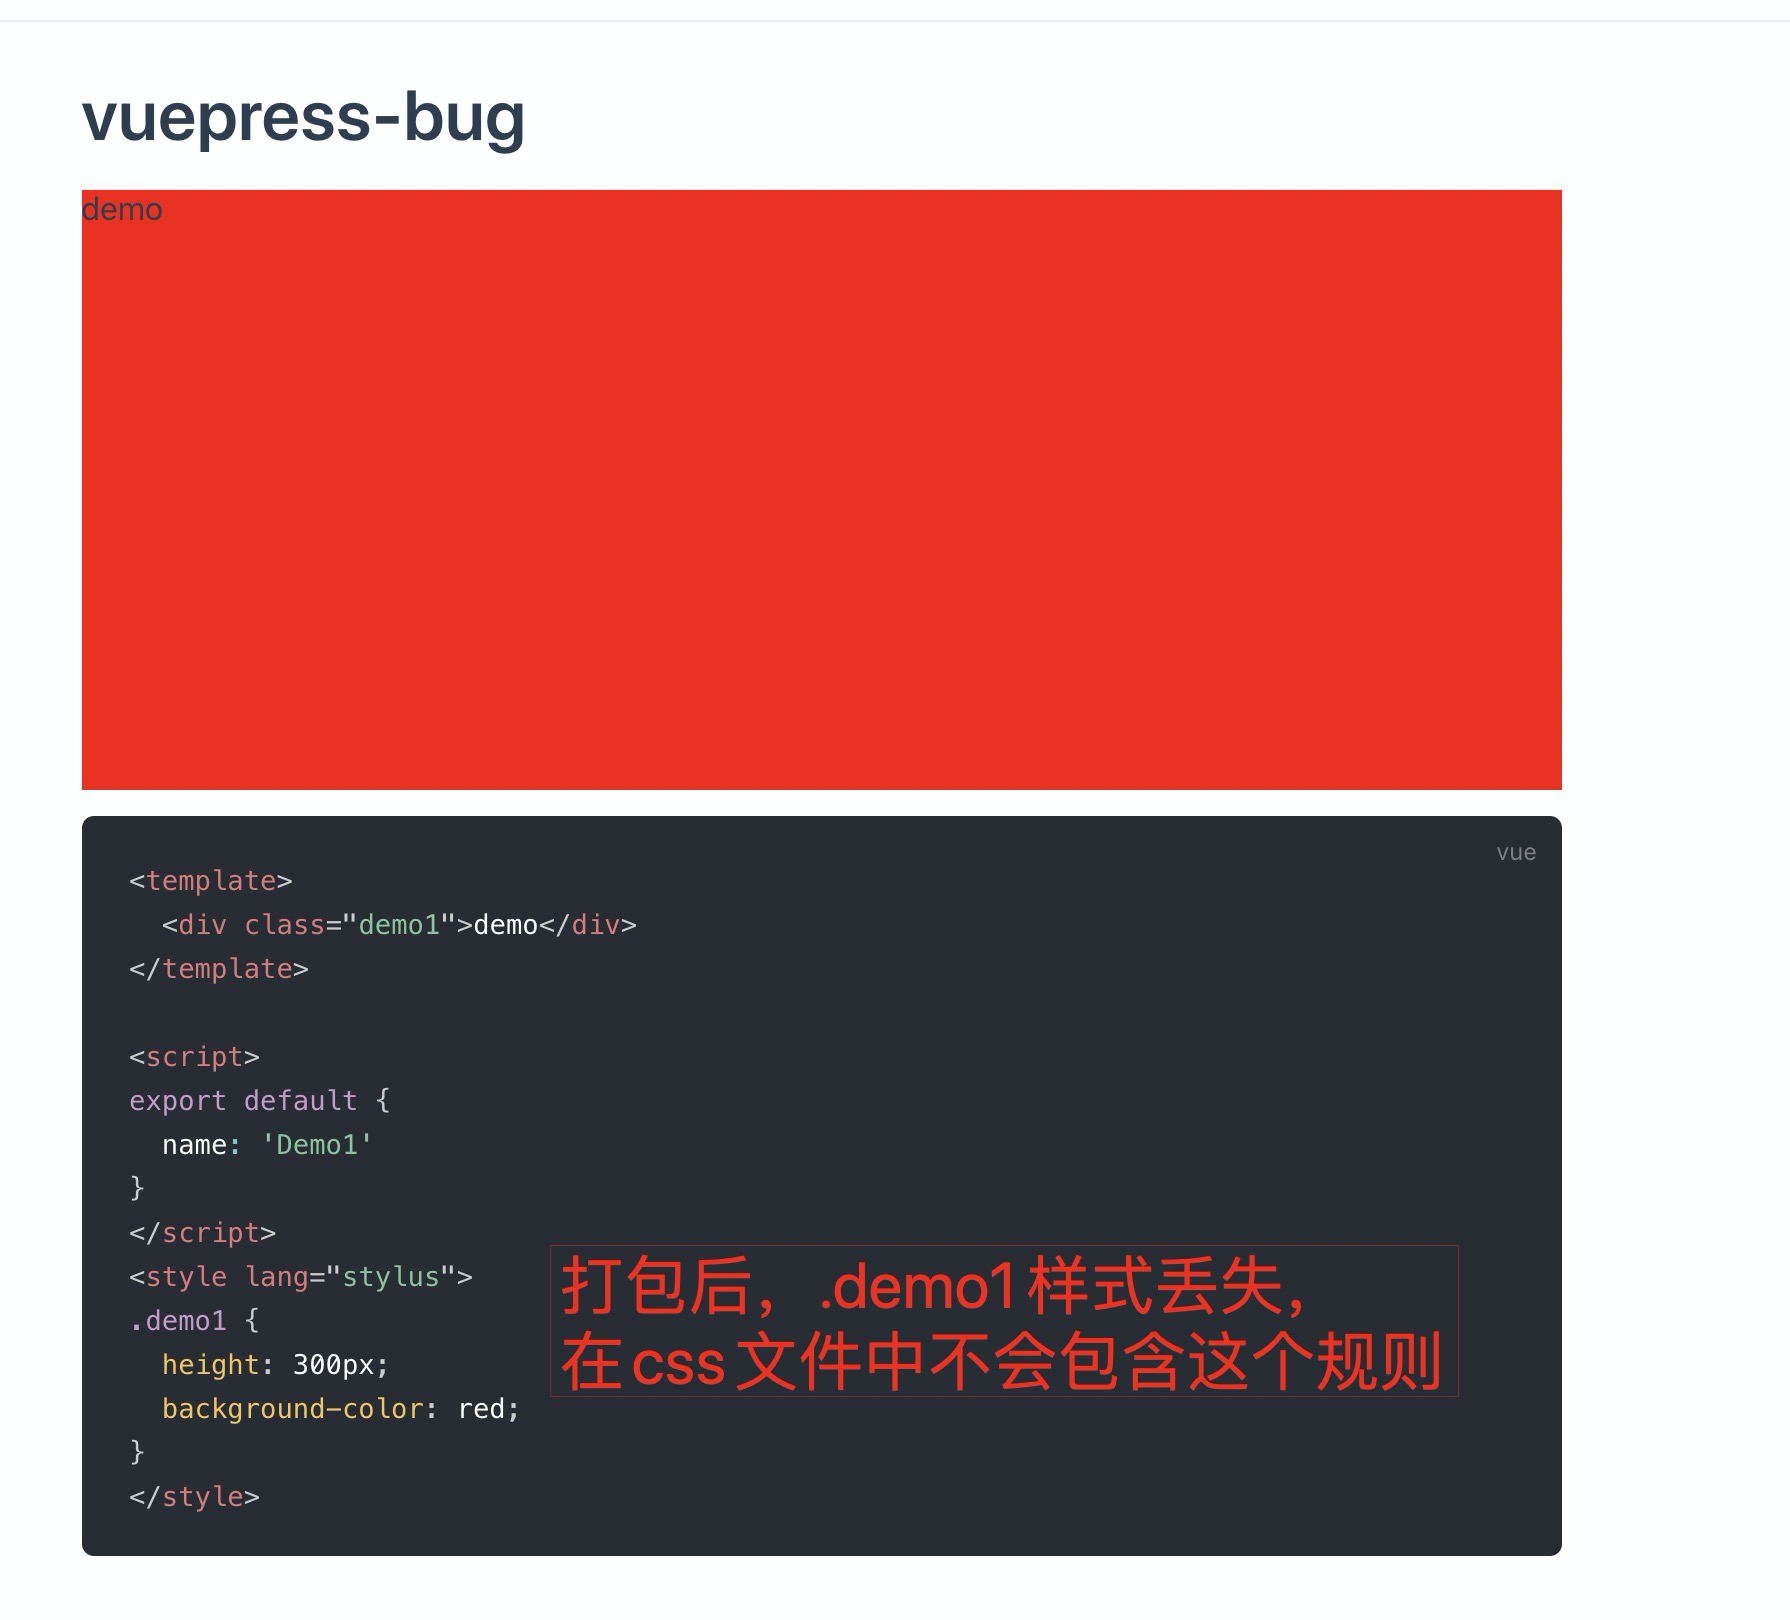 vuepress-bug
demo
vue
<template>
  <div class="demo1">demo</div>
</template>
<script>
export default {
  name: 'Demo1'
}
</script>
<style lang="stylus">
.demo1 {
  height: 300px;
  background-color: red;
}
</style>
打包后，.demo1样式丢失，
在css文件中不会包含这个规则